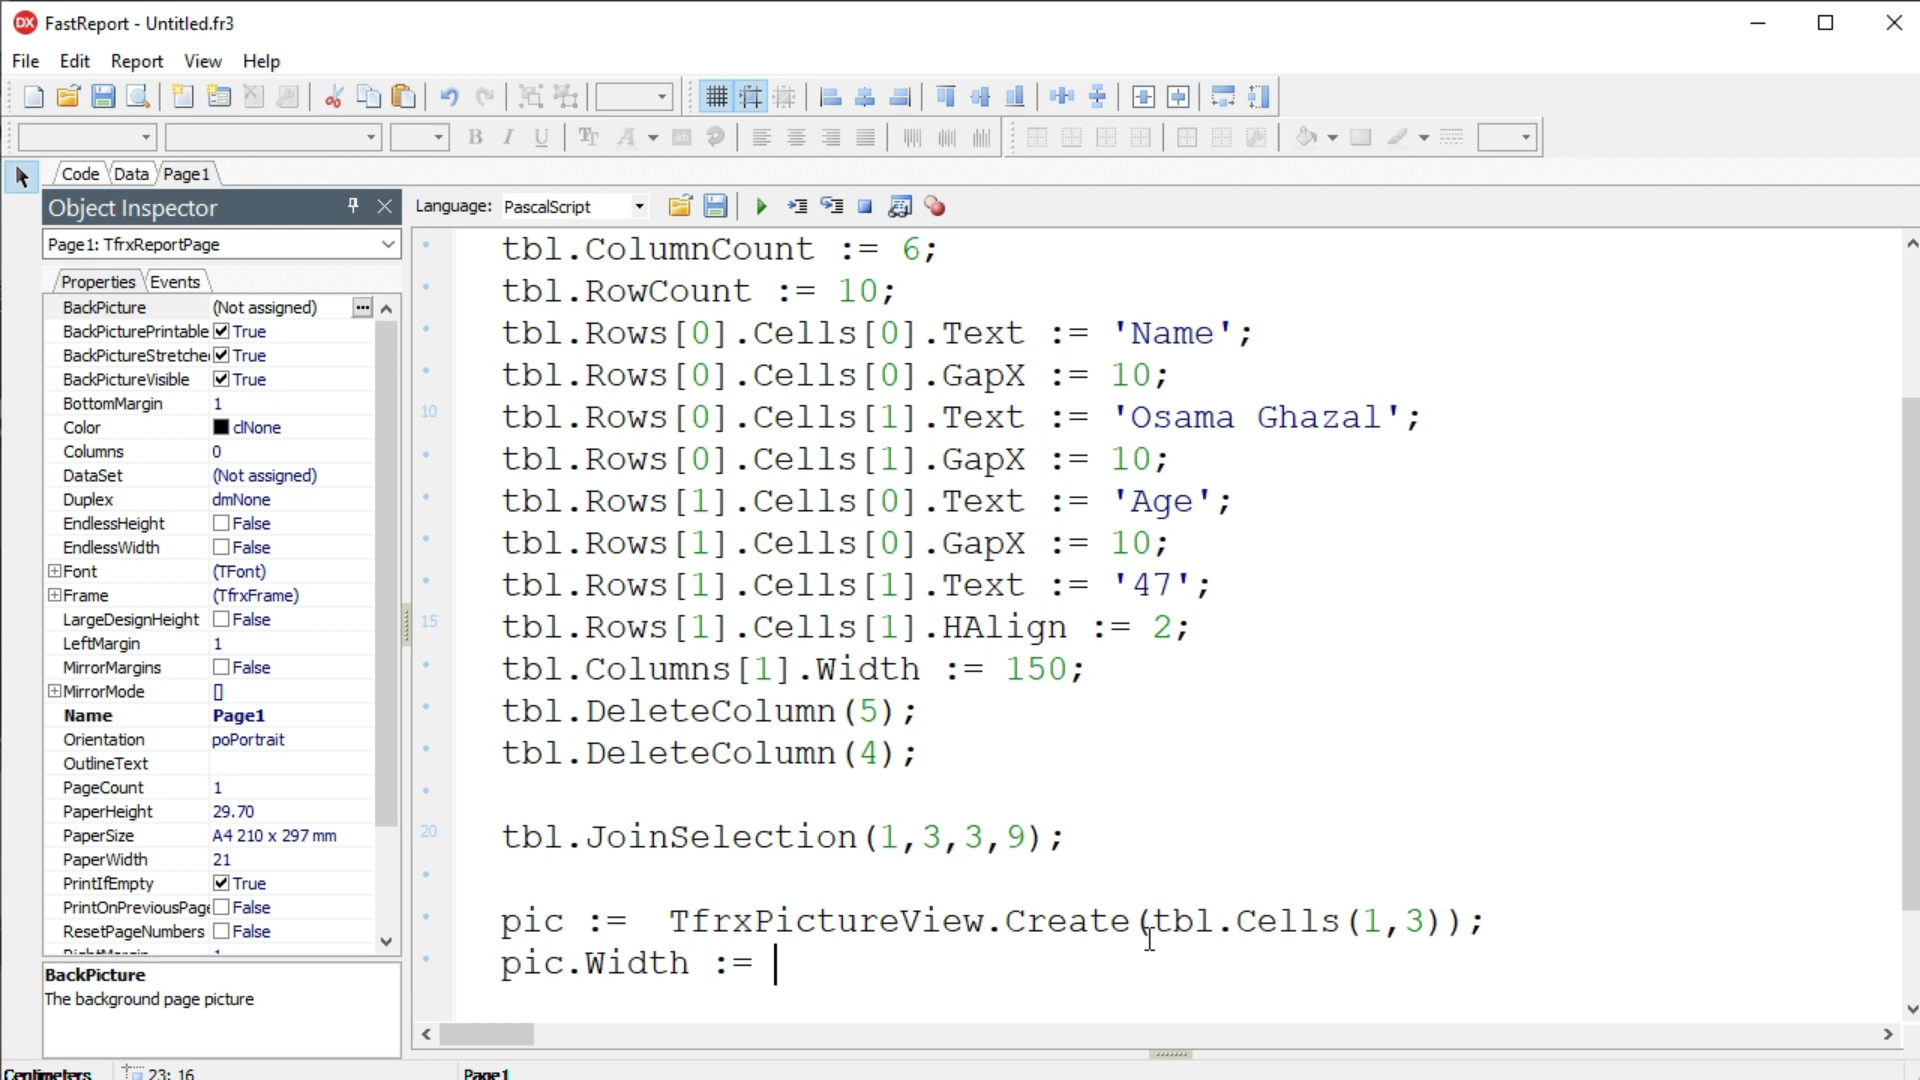 DX FastReport - Untitled.fr3
File Edit Report View Help
Code Data Page1
Object Inspector
Language: PascalScript
Page1: TfrxReportPage
Properties Events
BackPicture (Not assigned)
BackPicturePrintable True
BackPictureStretche True
BackPictureVisible True
BottomMargin 1
Color clNone
Columns 0
DataSet (Not assigned)
Duplex dmNone
EndlessHeight False
EndlessWidth False
Font (TFont)
Frame (TfrxFrame)
LargeDesignHeight False
LeftMargin 1
MirrorMargins False
MirrorMode []
Name Page1
Orientation poPortrait
OutlineText
PageCount 1
PaperHeight 29.70
PaperSize A4 210 x 297 mm
PaperWidth 21
PrintIfEmpty True
PrintOnPreviousPage False
ResetPageNumbers False
BackPicture
The background page picture
tbl.ColumnCount := 6;
tbl.RowCount := 10;
tbl.Rows[0].Cells[0].Text := 'Name';
tbl.Rows[0].Cells[0].GapX := 10;
10 tbl.Rows[0].Cells[1].Text := 'Osama Ghazal';
tbl.Rows[0].Cells[1].GapX := 10;
tbl.Rows[1].Cells[0].Text := 'Age';
tbl.Rows[1].Cells[0].GapX := 10;
tbl.Rows[1].Cells[1].Text := '47';
15 tbl.Rows[1].Cells[1].HAlign := 2;
tbl.Columns[1].Width := 150;
tbl.DeleteColumn(5);
tbl.DeleteColumn(4);
20 tbl.JoinSelection(1,3,3,9);
pic := TfrxPictureView.Create(tbl.Cells(1,3));
pic.Width :=
Centimeters 23: 16 Page1